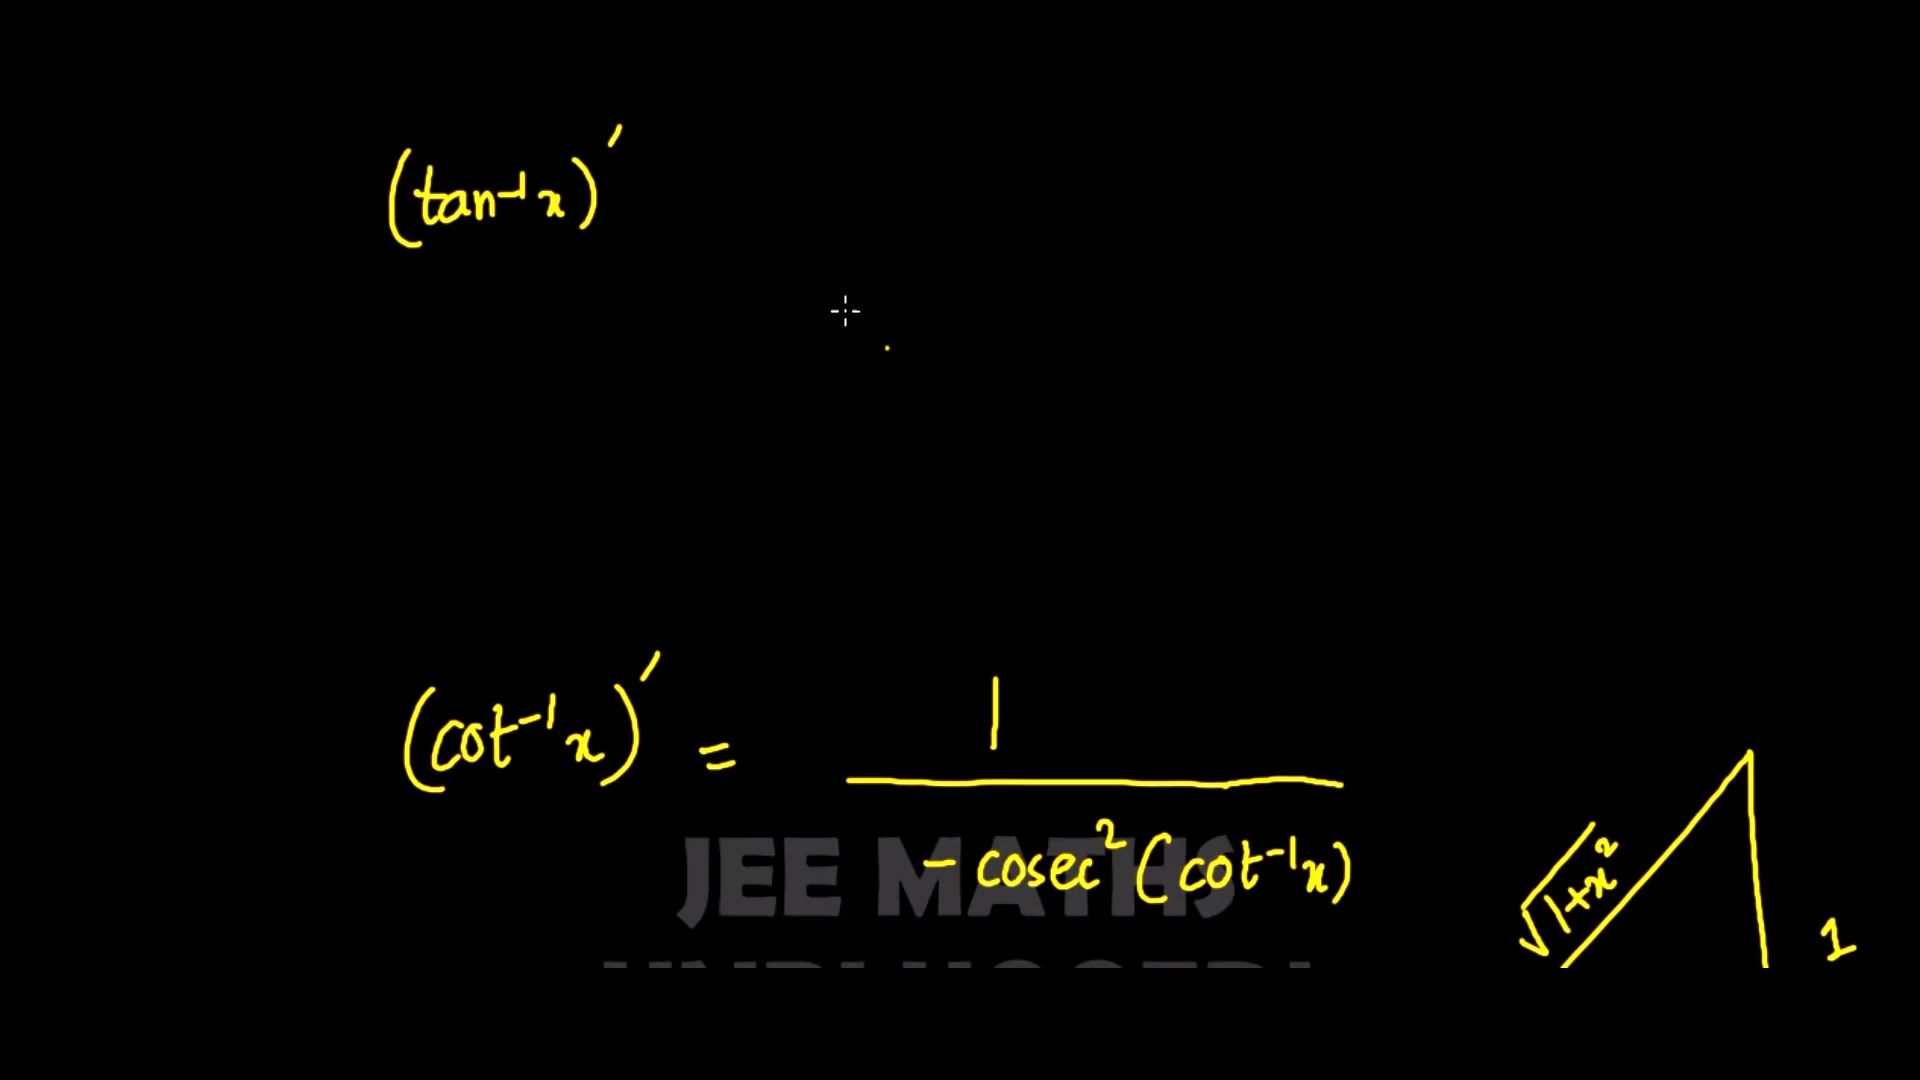 (tan⁻¹x)′
(cot⁻¹x)′ = 1 / -cosec²(cot⁻¹x)
√1+x²
1
JEE MATHS